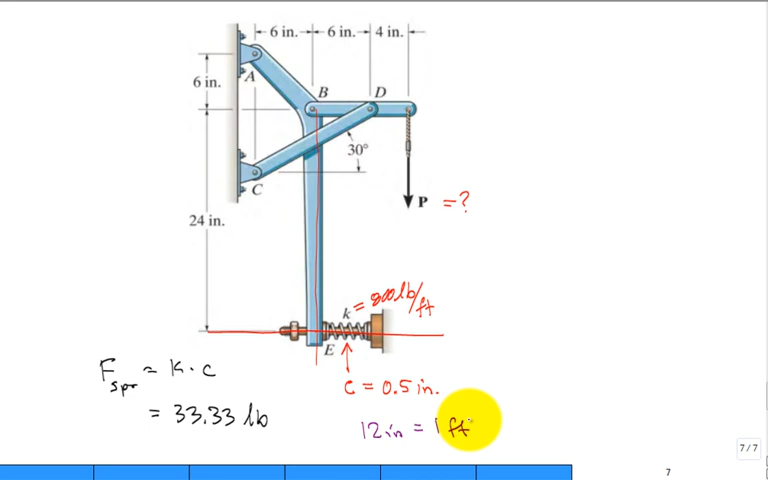 6 in. 6 in. 4 in.
A
6 in.
B D
30°
C
24 in.
P = ?
k = 800 lb/ft
E
F spr = K · C
= 33.33 lb
C = 0.5 in.
12 in = 1 ft
7/7
7